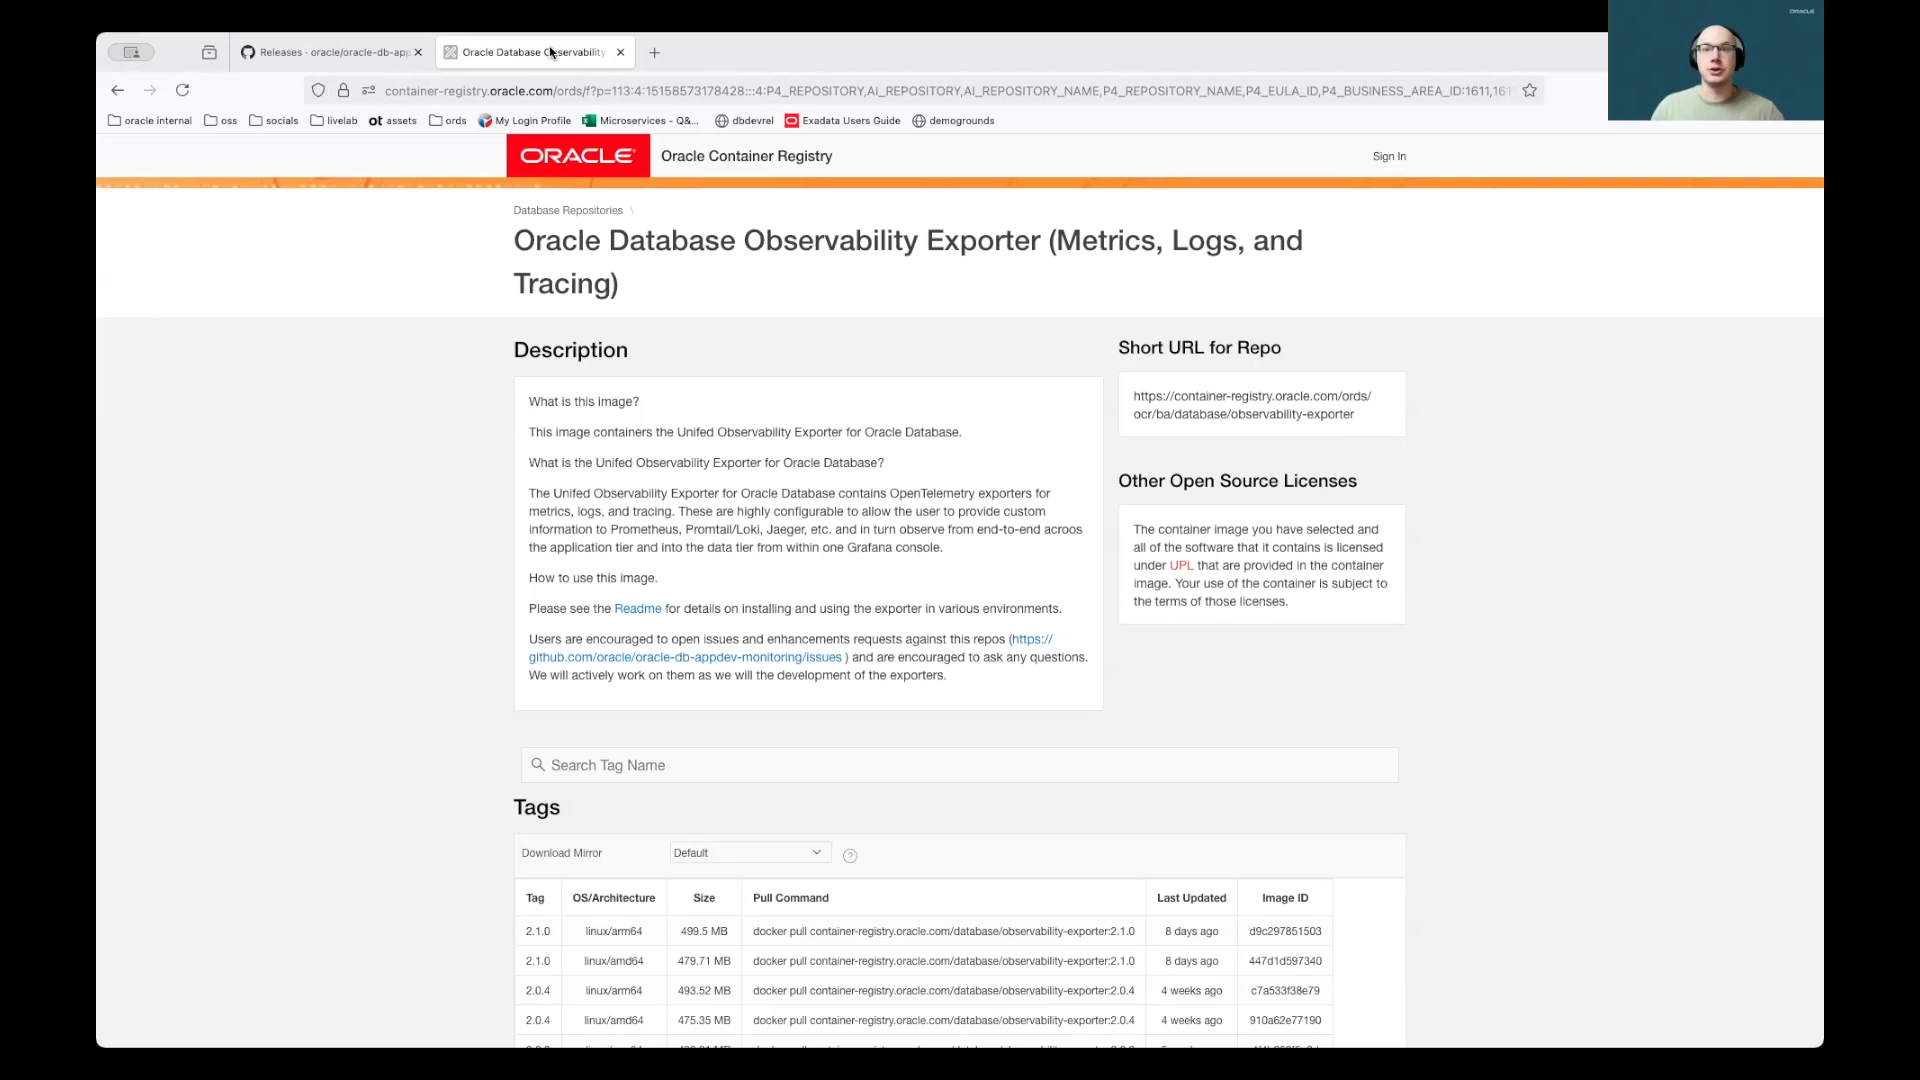 ORACLE
Releases · oracle/oracle-db-app
Oracle Database Observability
container-registry.oracle.com/ords/f?p=113:4:15158573178428:::4:P4_REPOSITORY,AI_REPOSITORY,AI_REPOSITORY_NAME,P4_REPOSITORY_NAME,P4_EULA_ID,P4_BUSINESS_AREA_ID:1611,161
oracle internal
oss
socials
livelab
ot assets
ords
My Login Profile
Microservices - Q&...
dbdevrel
Exadata Users Guide
demogrounds
ORACLE
Oracle Container Registry
Sign In
Database Repositories \
Oracle Database Observability Exporter (Metrics, Logs, and
Tracing)
Description
What is this image?
This image containers the Unifed Observability Exporter for Oracle Database.
What is the Unifed Observability Exporter for Oracle Database?
The Unifed Observability Exporter for Oracle Database contains OpenTelemetry exporters for
metrics, logs, and tracing. These are highly configurable to allow the user to provide custom
information to Prometheus, Promtail/Loki, Jaeger, etc. and in turn observe from end-to-end acroos
the application tier and into the data tier from within one Grafana console.
How to use this image.
Please see the Readme for details on installing and using the exporter in various environments.
Users are encouraged to open issues and enhancements requests against this repos (https://
github.com/oracle/oracle-db-appdev-monitoring/issues ) and are encouraged to ask any questions.
We will actively work on them as we will the development of the exporters.
Short URL for Repo
https://container-registry.oracle.com/ords/
ocr/ba/database/observability-exporter
Other Open Source Licenses
The container image you have selected and
all of the software that it contains is licensed
under UPL that are provided in the container
image. Your use of the container is subject to
the terms of those licenses.
Search Tag Name
Tags
Download Mirror
Default
?
Tag OS/Architecture Size Pull Command Last Updated Image ID
2.1.0 linux/arm64 499.5 MB docker pull container-registry.oracle.com/database/observability-exporter:2.1.0 8 days ago d9c297851503
2.1.0 linux/amd64 479.71 MB docker pull container-registry.oracle.com/database/observability-exporter:2.1.0 8 days ago 447d1d597340
2.0.4 linux/arm64 493.52 MB docker pull container-registry.oracle.com/database/observability-exporter:2.0.4 4 weeks ago c7a533f38e79
2.0.4 linux/amd64 475.35 MB docker pull container-registry.oracle.com/database/observability-exporter:2.0.4 4 weeks ago 910a62e77190